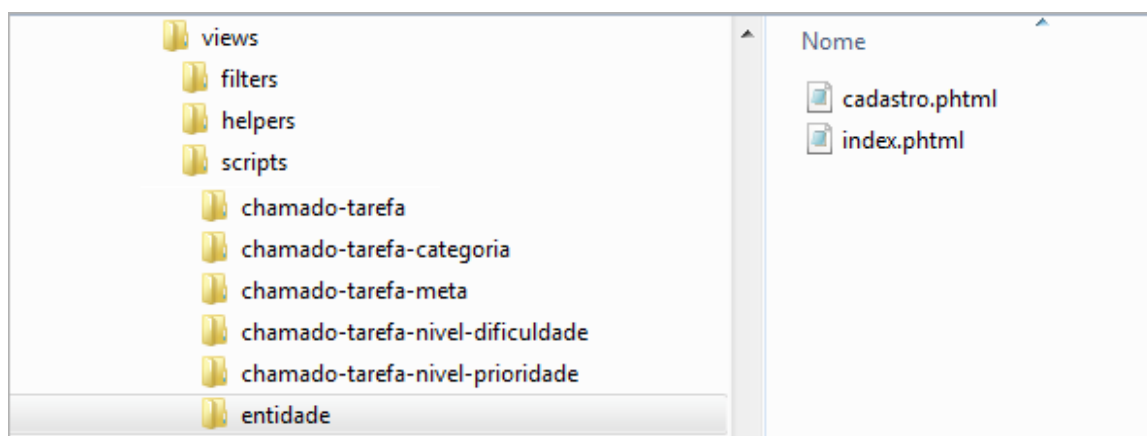 views
filters
helpers
scripts
chamado-tarefa
chamado-tarefa-categoria
chamado-tarefa-meta
chamado-tarefa-nivel-dificuldade
chamado-tarefa-nivel-prioridade
entidade
Nome
cadastro.phtml
index.phtml